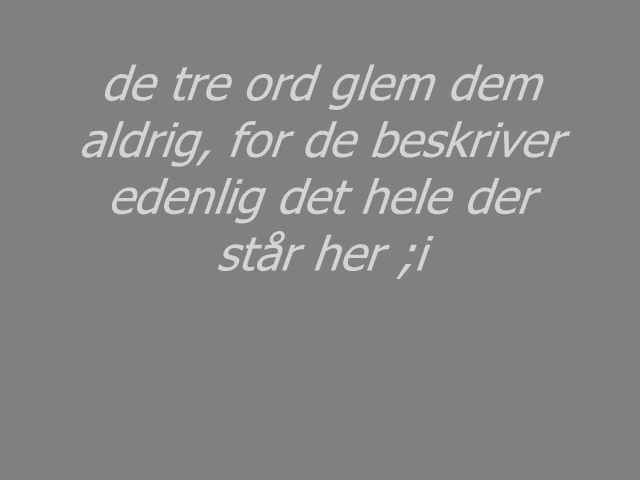 de tre ord glem dem
aldrig, for de beskriver
edenlig det hele der
står her ;i